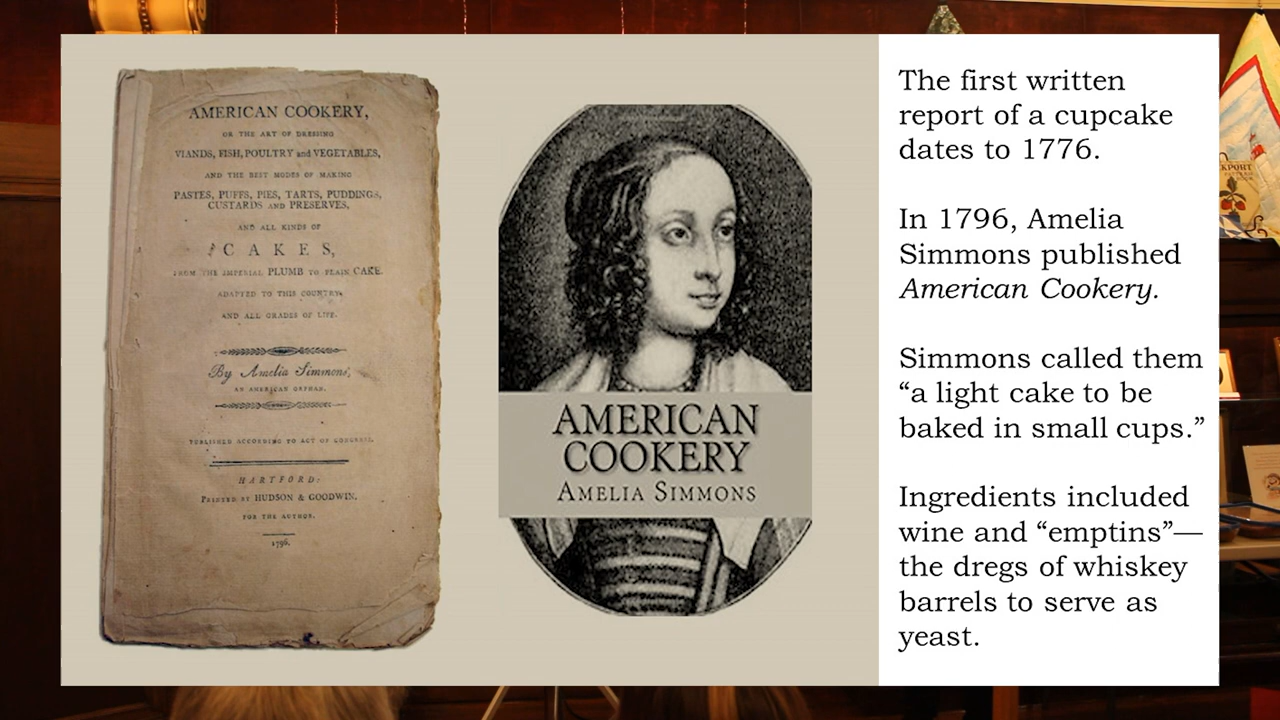 AMERICAN COOKERY,
OR THE ART OF DRESSING
VIANDS, FISH, POULTRY and VEGETABLES,
AND THE BEST MODES OF MAKING
PASTES, PUFFS, PIES, TARTS, PUDDINGS,
CUSTARDS AND PRESERVES,
AND ALL KINDS OF
CAKES,
FROM THE IMPERIAL PLUMB TO PLAIN CAKE.
ADAPTED TO THIS COUNTRY,
AND ALL GRADES OF LIFE.
By Amelia Simmons,
AN AMERICAN ORPHAN.
PUBLISHED ACCORDING TO ACT OF CONGRESS.
HARTFORD:
PRINTED BY HUDSON & GOODWIN.
FOR THE AUTHOR.
1796.
AMERICAN
COOKERY
AMELIA SIMMONS
The first written
report of a cupcake
dates to 1776.
In 1796, Amelia
Simmons published
American Cookery.
Simmons called them
“a light cake to be
baked in small cups.”
Ingredients included
wine and “emptins”—
the dregs of whiskey
barrels to serve as
yeast.